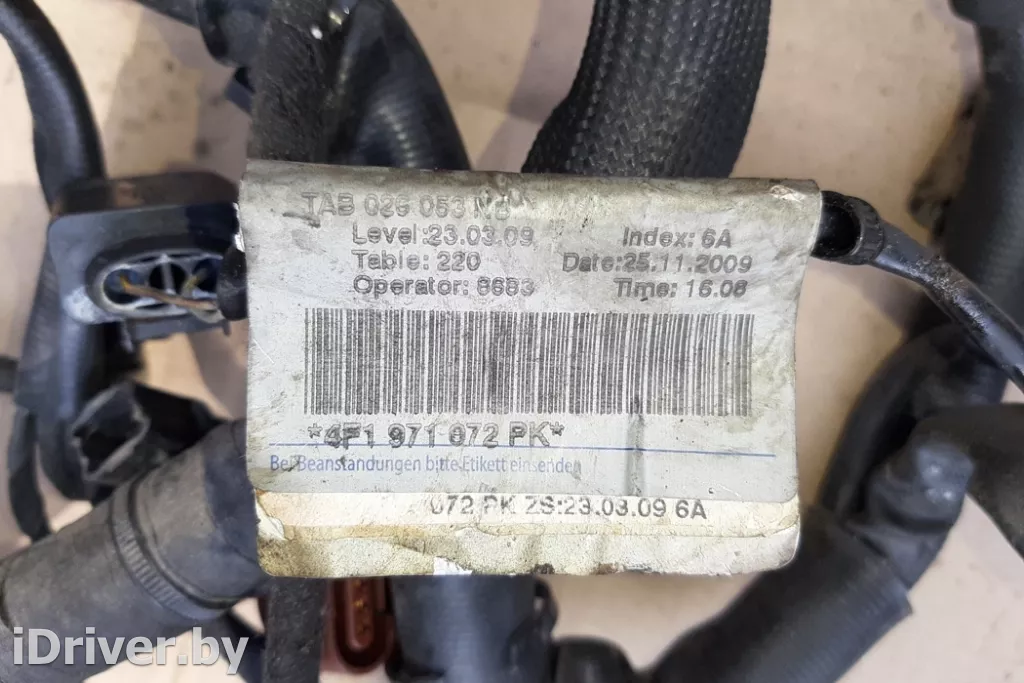 TAB 026 053
Level:23.03.09 Index: 6A
Table: 220 Date:25.11.2009
Operator: 8683 Time: 16.08
*4F1 971 072 PK*
Bei Beanstandungen bitte Etikett einsenden
072 PK ZS:23.03.09 6A
iDriver.by